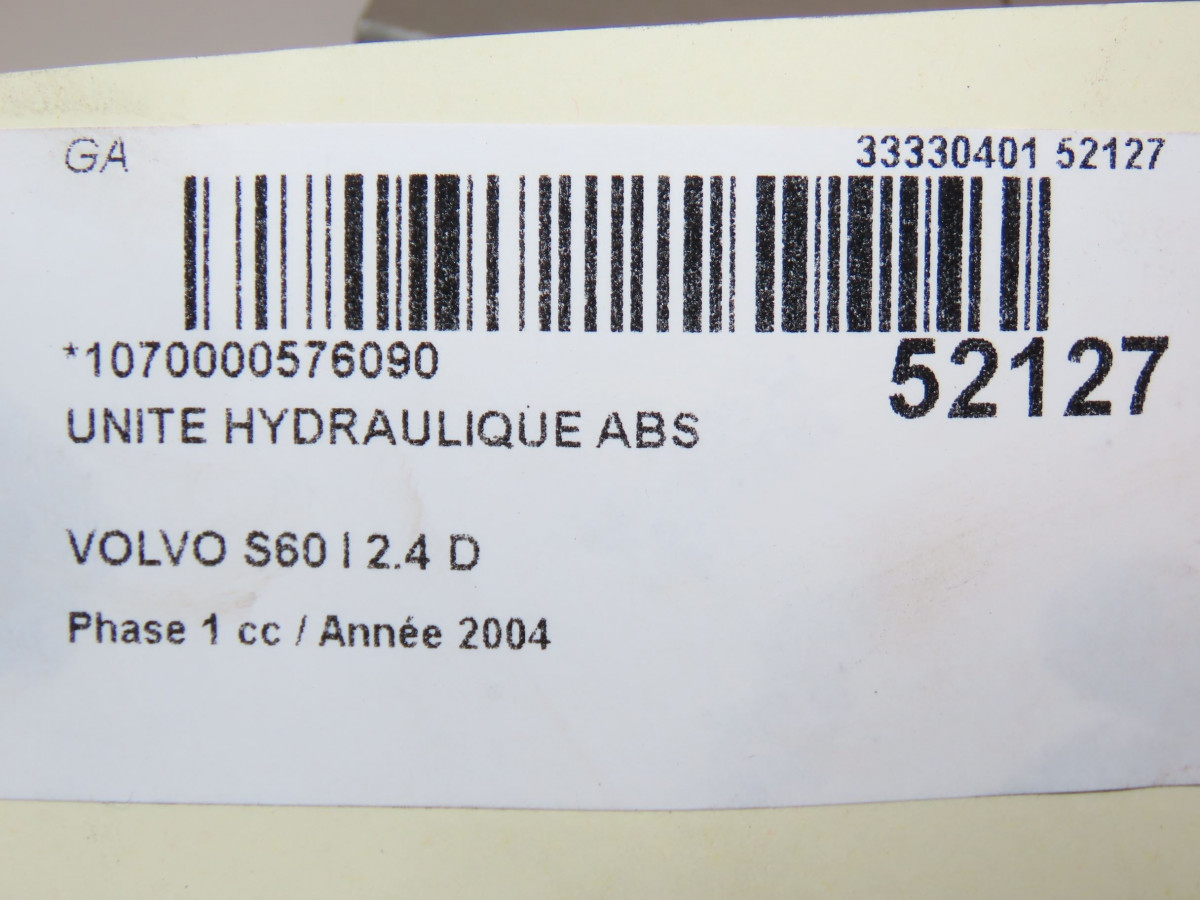 GA
33330401 52127
*1070000576090
52127
UNITE HYDRAULIQUE ABS
VOLVO S60 I 2.4 D
Phase 1 cc / Année 2004